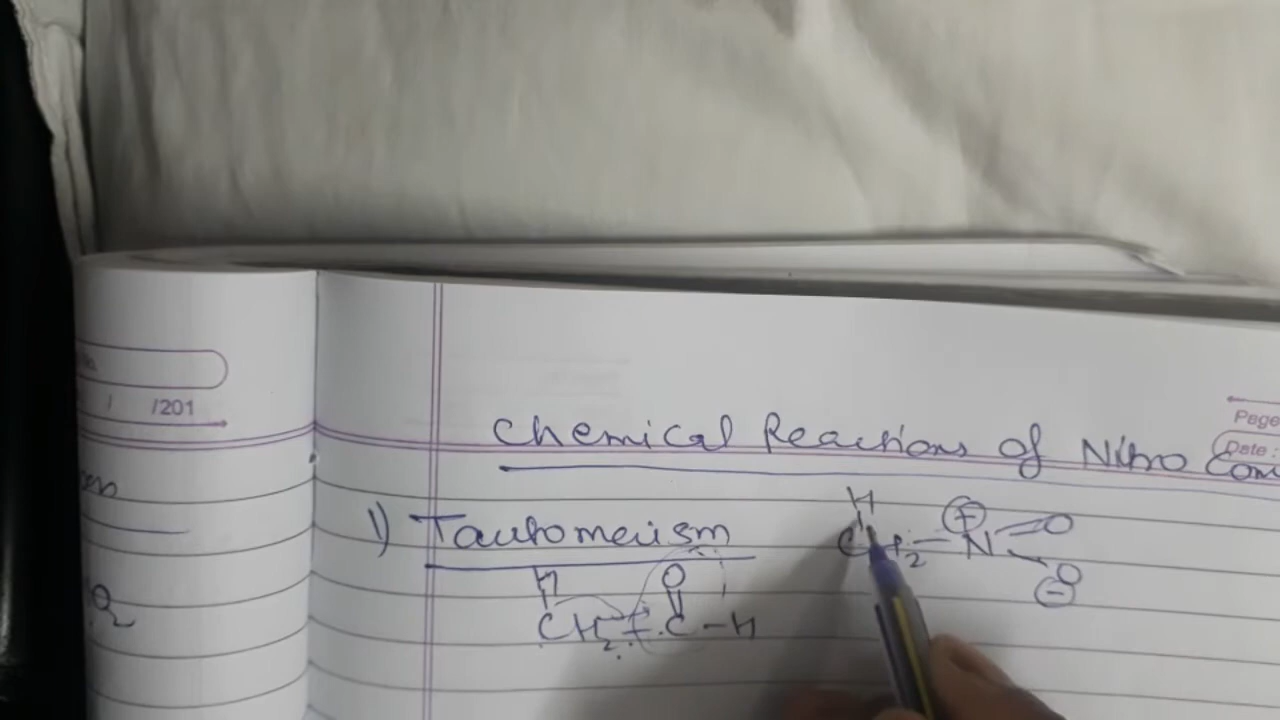 / /201
Page
Date:
Chemical Reactions of Nitro Com
1) Tautomerism
H
CH2 - N = O
+
O
-
H O
CH2 - C - H